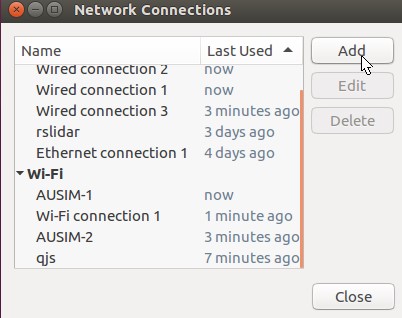 Network Connections
Name Last Used
Add
Wired connection 2 now
Wired connection 1 now
Edit
Wired connection 3 3 minutes ago
rslidar 3 days ago
Delete
Ethernet connection 1 4 days ago
Wi-Fi
AUSIM-1 now
Wi-Fi connection 1 1 minute ago
AUSIM-2 3 minutes ago
qjs 7 minutes ago
Close